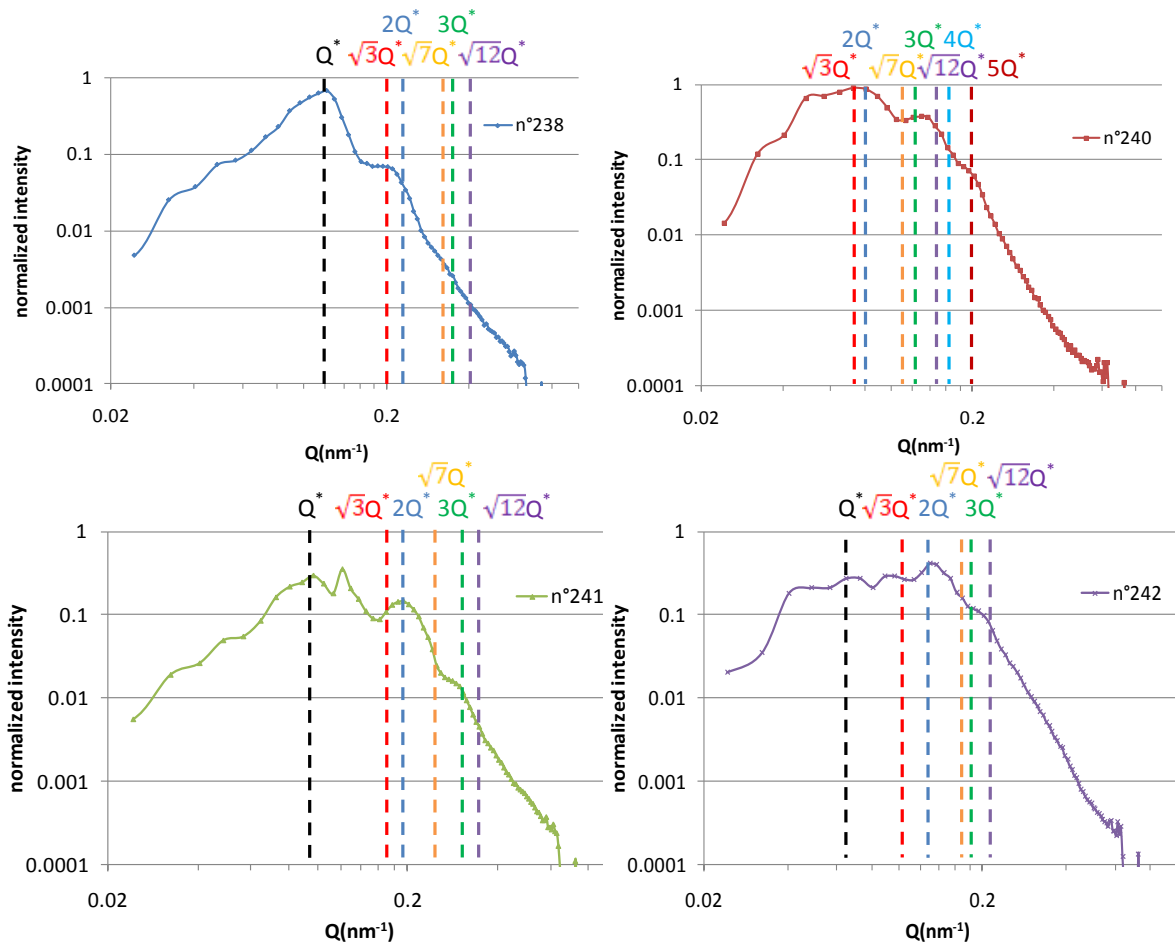 2Q* 3Q*
Q* √3Q* √7Q* √12Q*
1
0.1
0.01
0.001
0.0001
normalized intensity
n°238
0.02 0.2
Q(nm-1)
2Q* 3Q* 4Q*
√3Q* √7Q* √12Q* 5Q*
1
0.1
0.01
0.001
0.0001
normalized intensity
n°240
0.02 0.2
Q(nm-1)
√7Q*
Q* √3Q* 2Q* 3Q* √12Q*
1
0.1
0.01
0.001
0.0001
normalized intensity
n°241
0.02 0.2
Q(nm-1)
√7Q* √12Q*
Q* √3Q* 2Q* 3Q*
1
0.1
0.01
0.001
0.0001
normalized intensity
n°242
0.02 0.2
Q(nm-1)